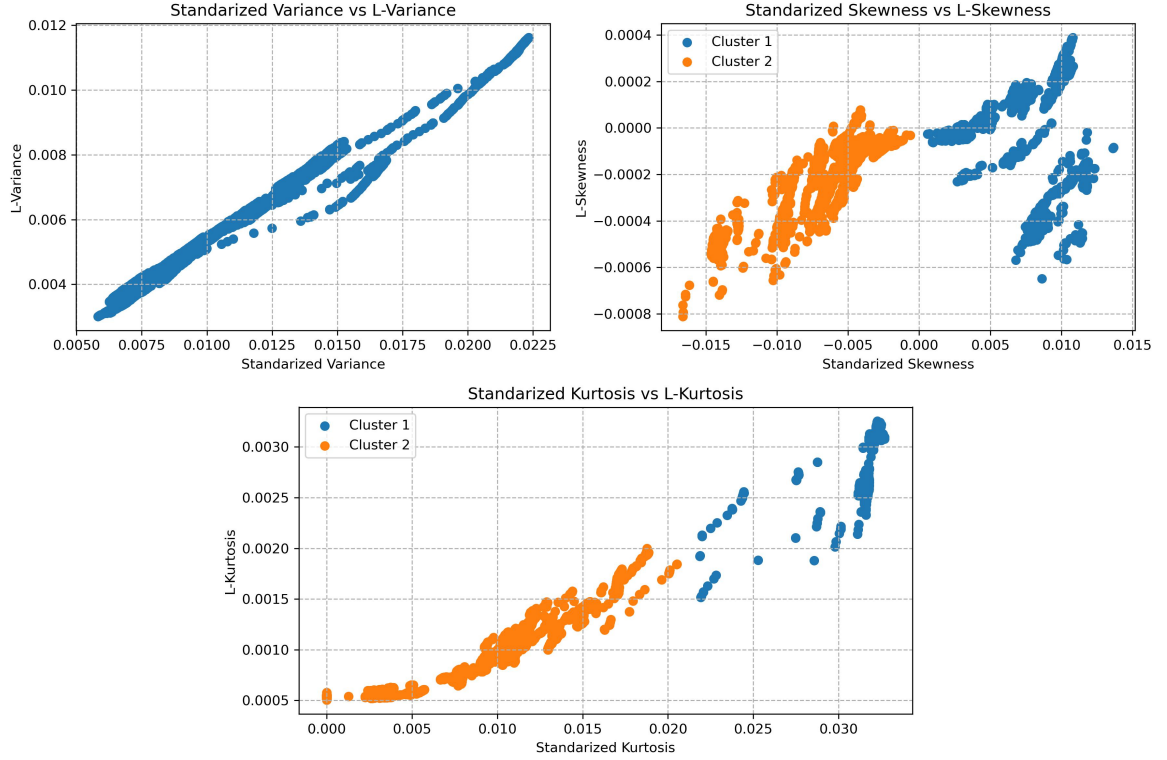 Standarized Variance vs L-Variance
0.012
0.010
0.008
0.006
0.004
L-Variance
0.0050 0.0075 0.0100 0.0125 0.0150 0.0175 0.0200 0.0225
Standarized Variance
Standarized Skewness vs L-Skewness
Cluster 1
Cluster 2
0.0004
0.0002
0.0000
−0.0002
−0.0004
−0.0006
−0.0008
L-Skewness
−0.015 −0.010 −0.005 0.000 0.005 0.010 0.015
Standarized Skewness
Standarized Kurtosis vs L-Kurtosis
Cluster 1
Cluster 2
0.0030
0.0025
0.0020
0.0015
0.0010
0.0005
L-Kurtosis
0.000 0.005 0.010 0.015 0.020 0.025 0.030
Standarized Kurtosis